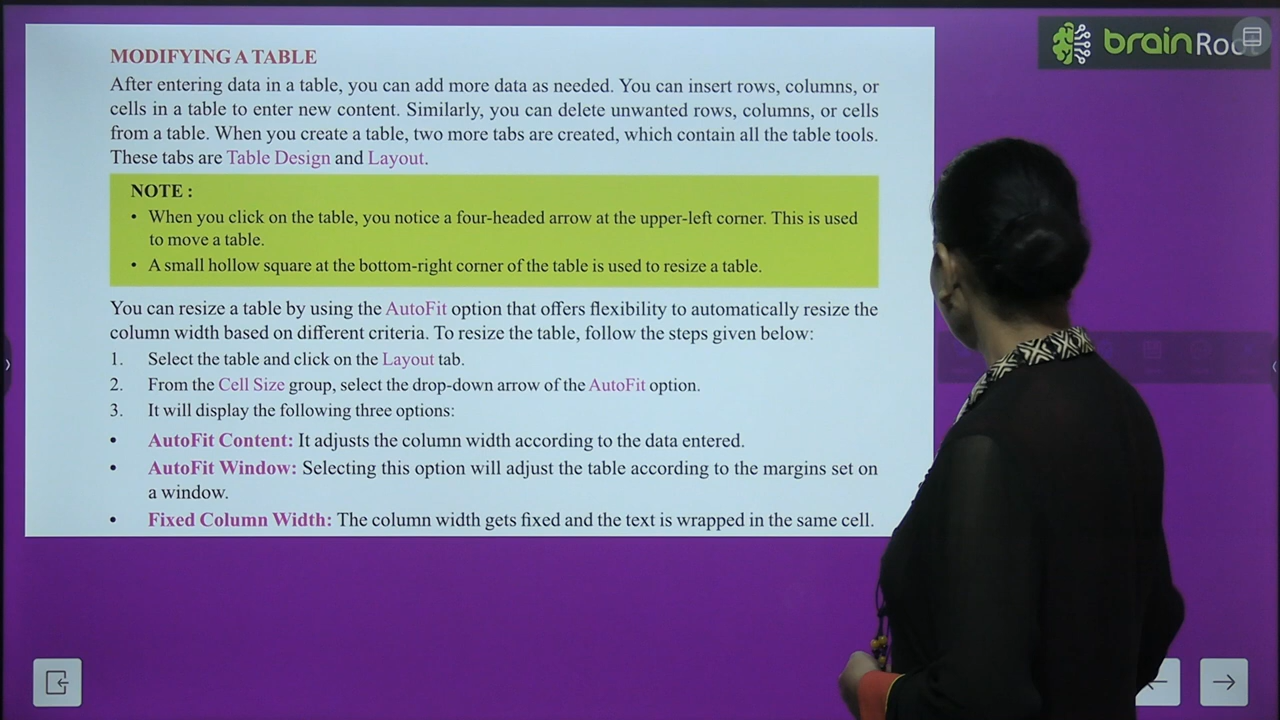 brainRo
MODIFYING A TABLE
After entering data in a table, you can add more data as needed. You can insert rows, columns, or
cells in a table to enter new content. Similarly, you can delete unwanted rows, columns, or cells
from a table. When you create a table, two more tabs are created, which contain all the table tools.
These tabs are Table Design and Layout.
NOTE :
• When you click on the table, you notice a four-headed arrow at the upper-left corner. This is used
to move a table.
• A small hollow square at the bottom-right corner of the table is used to resize a table.
You can resize a table by using the AutoFit option that offers flexibility to automatically resize the
column width based on different criteria. To resize the table, follow the steps given below:
1. Select the table and click on the Layout tab.
2. From the Cell Size group, select the drop-down arrow of the AutoFit option.
3. It will display the following three options:
• AutoFit Content: It adjusts the column width according to the data entered.
• AutoFit Window: Selecting this option will adjust the table according to the margins set on
a window.
• Fixed Column Width: The column width gets fixed and the text is wrapped in the same cell.